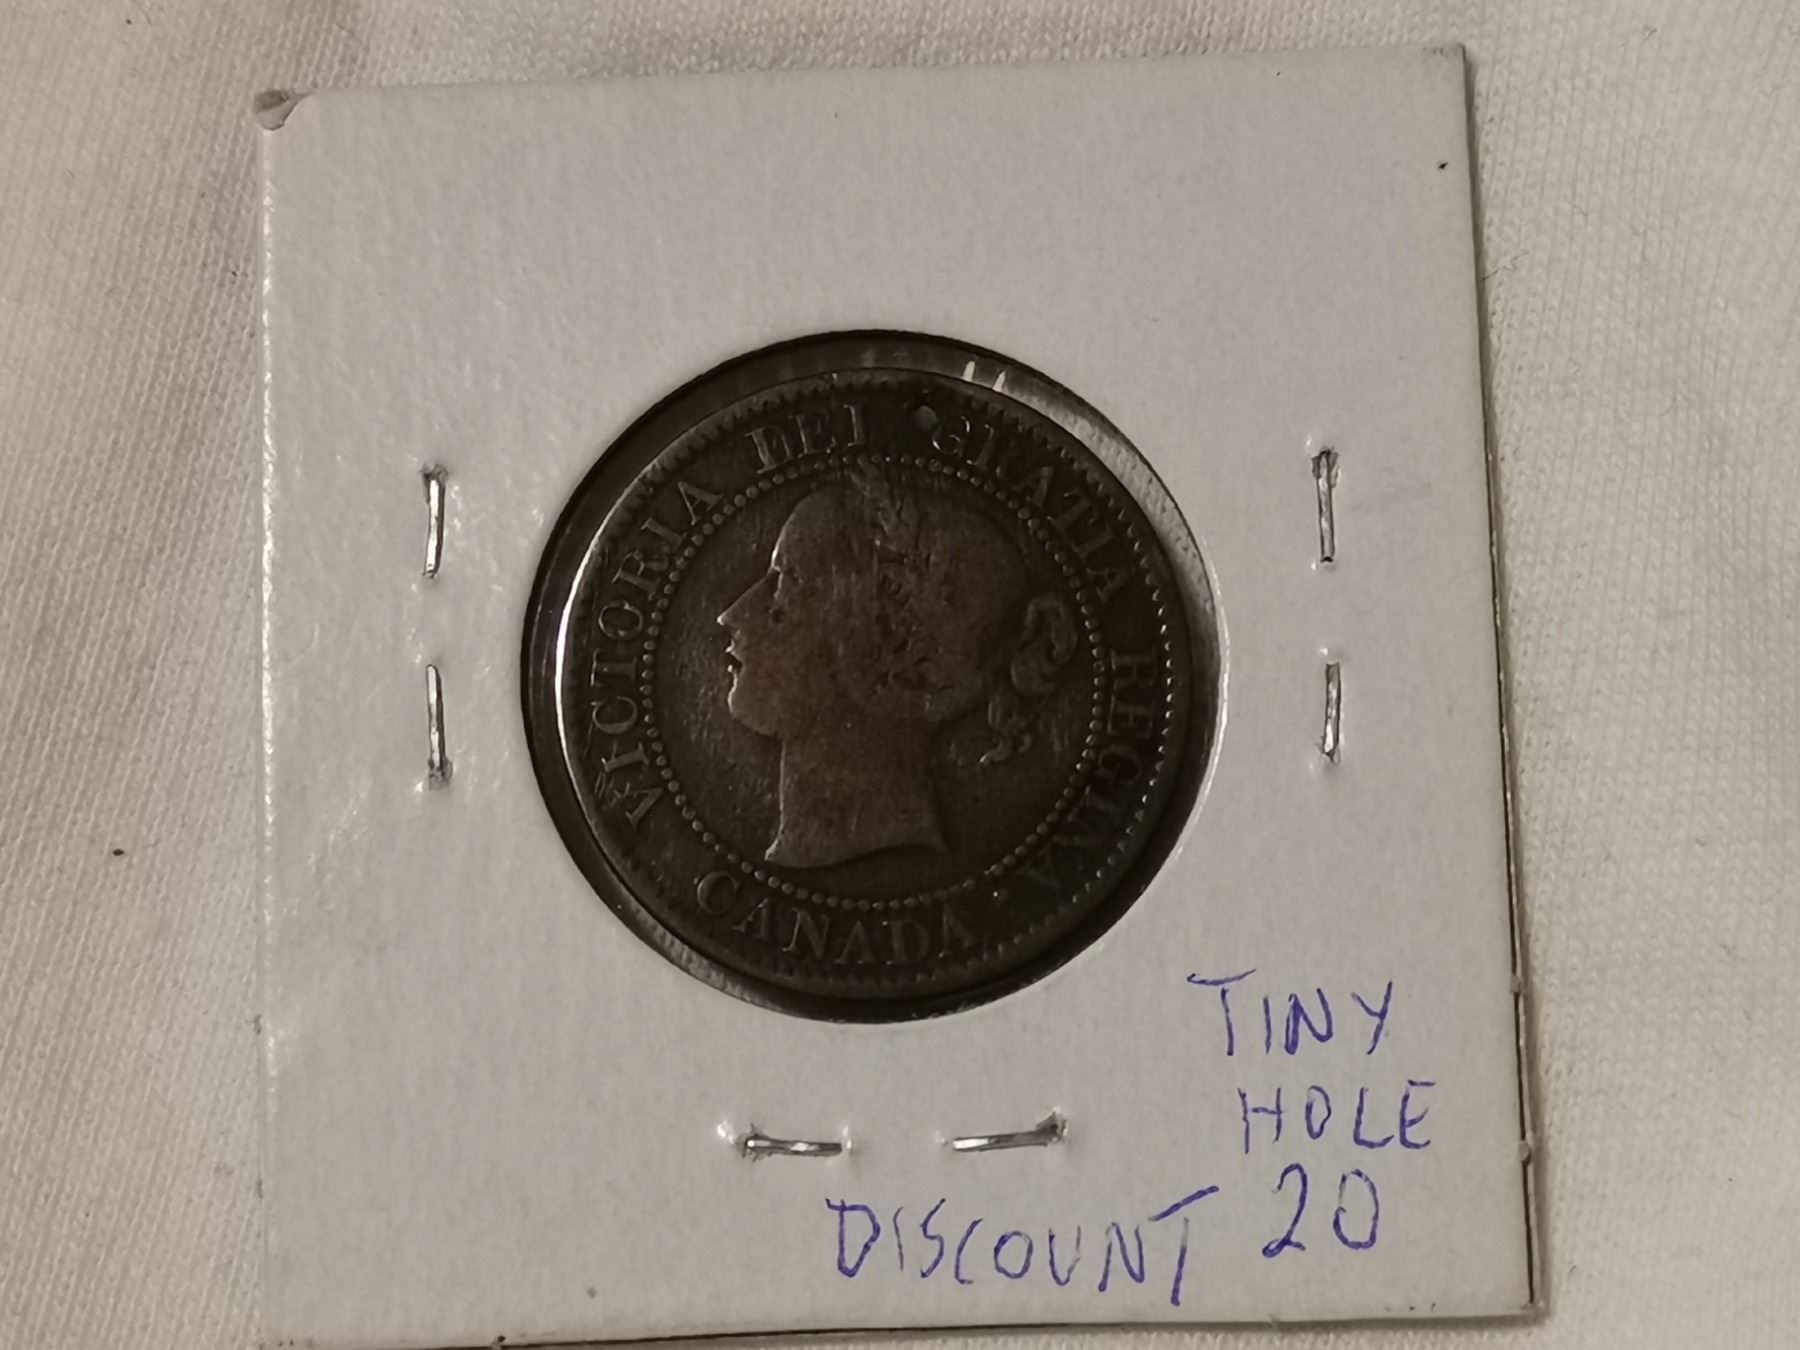 VICTORIA DEI GRATIA REGINA
CANADA
TINY
HOLE
DISCOUNT 20